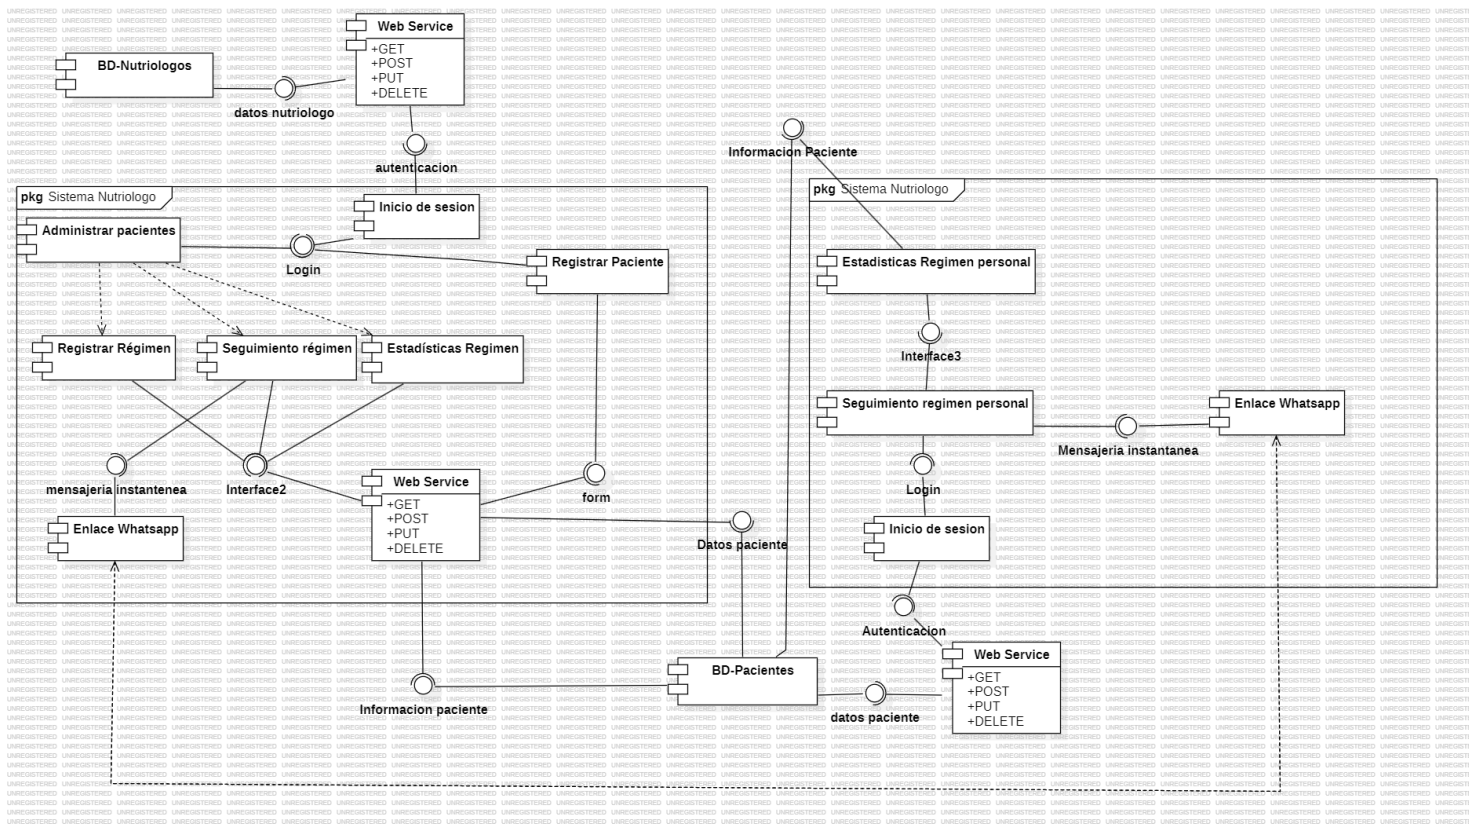 Web Service
+GET
+POST
+PUT
+DELETE
BD-Nutriologos
datos nutriologo
autenticacion
Informacion Paciente
pkg Sistema Nutriologo
Inicio de sesion
Administrar pacientes
Login
Registrar Paciente
Registrar Régimen
Seguimiento régimen
Estadísticas Regimen
mensajeria instantenea
Interface2
form
Web Service
+GET
+POST
+PUT
+DELETE
Enlace Whatsapp
Datos paciente
Informacion paciente
BD-Pacientes
pkg Sistema Nutriologo
Estadisticas Regimen personal
Interface3
Seguimiento regimen personal
Enlace Whatsapp
Mensajeria instantanea
Login
Inicio de sesion
Autenticacion
Web Service
+GET
+POST
+PUT
+DELETE
datos paciente
UNREGISTERED